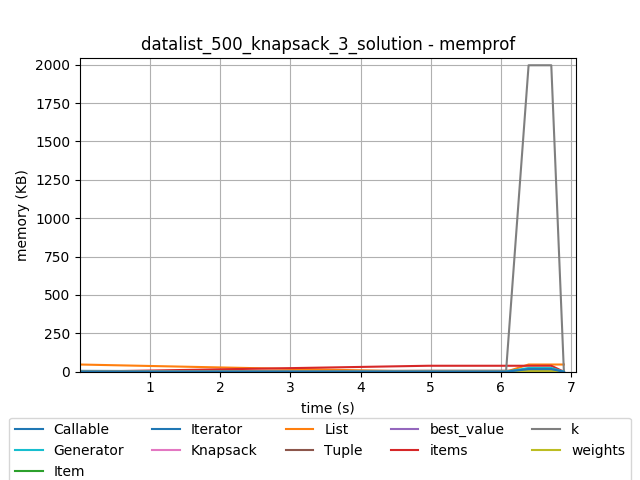 datalist_500_knapsack_3_solution - memprof
2000
1750
1500
1250
1000
750
500
250
0
memory (KB)
1 2 3 4 5 6 7
time (s)
Callable Iterator List best_value k
Generator Knapsack Tuple items weights
Item